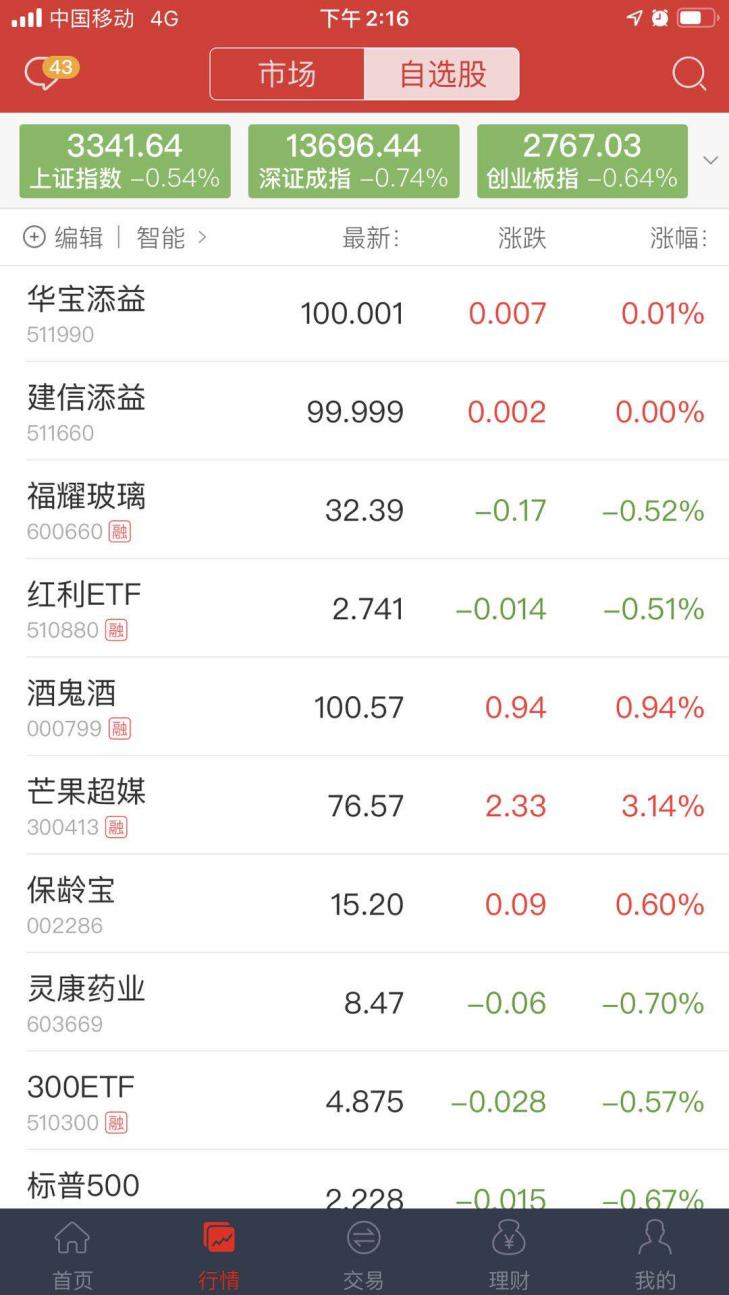 中国移动 4G 下午2:16
43 市场 自选股
3341.64 13696.44 2767.03
上证指数 -0.54% 深证成指 -0.74% 创业板指 -0.64%
编辑 | 智能 > 最新: 涨跌 涨幅:
华宝添益
511990 100.001 0.007 0.01%
建信添益
511660 99.999 0.002 0.00%
福耀玻璃
600660 融 32.39 -0.17 -0.52%
红利ETF
510880 融 2.741 -0.014 -0.51%
酒鬼酒
000799 融 100.57 0.94 0.94%
芒果超媒
300413 融 76.57 2.33 3.14%
保龄宝
002286 15.20 0.09 0.60%
灵康药业
603669 8.47 -0.06 -0.70%
300ETF
510300 融 4.875 -0.028 -0.57%
标普500
2.228 -0.015 -0.67%
首页 行情 交易 理财 我的